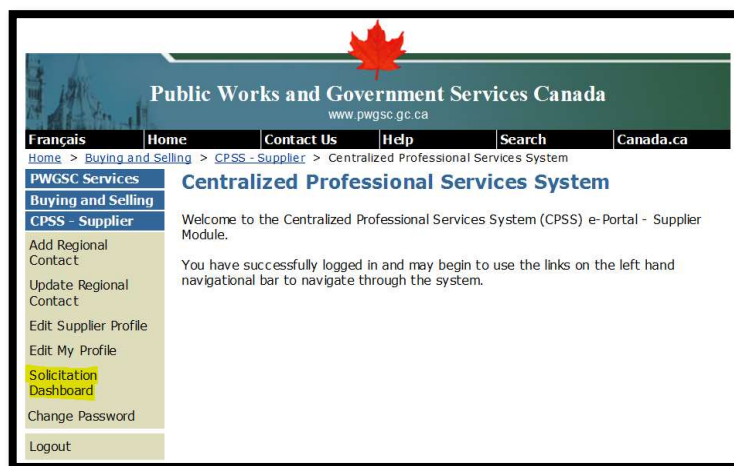 Public Works and Government Services Canada
www.pwgsc.gc.ca
Français Home Contact Us Help Search Canada.ca
Home > Buying and Selling > CPSS - Supplier > Centralized Professional Services System
PWGSC Services
Buying and Selling
CPSS - Supplier
Add Regional
Contact
Update Regional
Contact
Edit Supplier Profile
Edit My Profile
Solicitation
Dashboard
Change Password
Logout
Centralized Professional Services System
Welcome to the Centralized Professional Services System (CPSS) e-Portal - Supplier
Module.
You have successfully logged in and may begin to use the links on the left hand
navigational bar to navigate through the system.